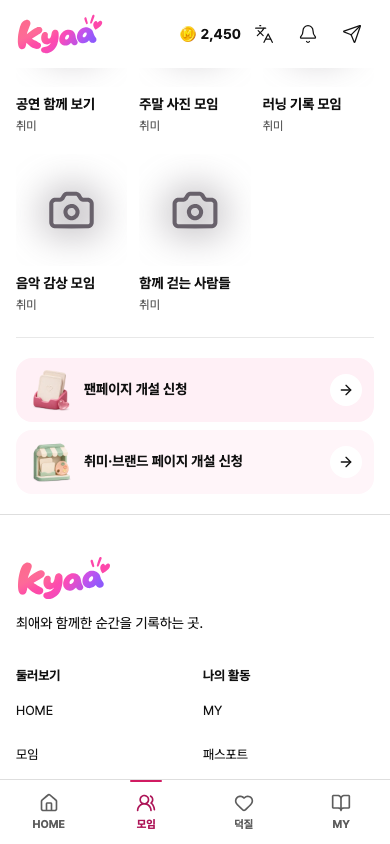 kyaa
2,450
공연 함께 보기
주말 사진 모임
러닝 기록 모임
취미
취미
취미
음악 감상 모임
함께 걷는 사람들
취미
취미
팬페이지 개설 신청
취미·브랜드 페이지 개설 신청
kyaa
최애와 함께한 순간을 기록하는 곳.
둘러보기
나의 활동
HOME
MY
모임
패스포트
HOME
모임
덕질
MY